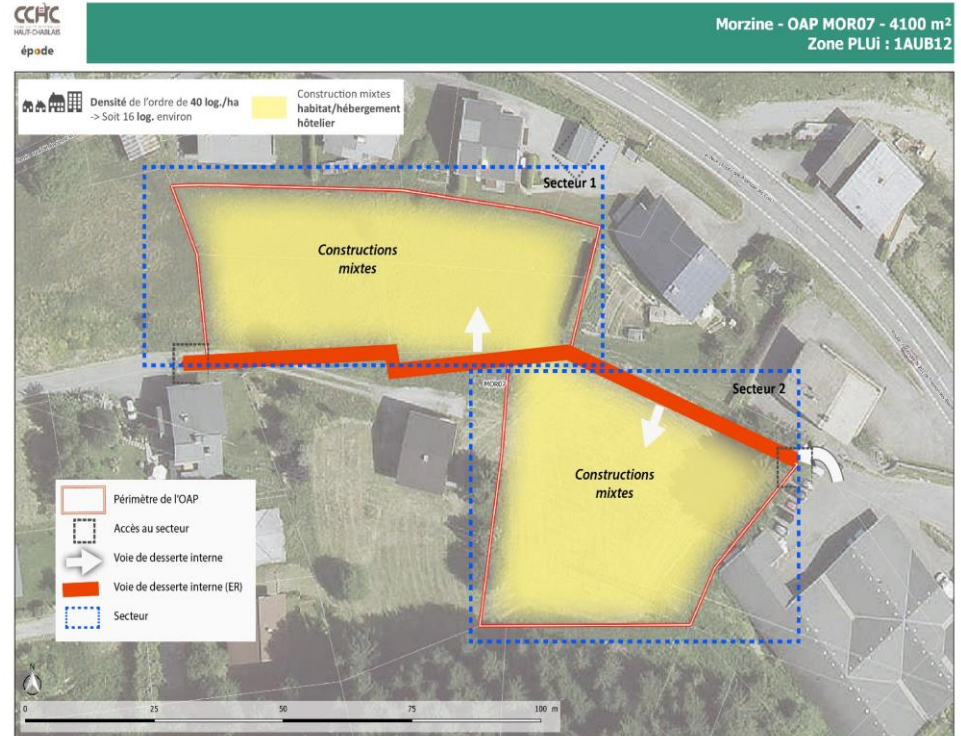 CCHC
HAUT-CHABLAIS
épode
Morzine - OAP MOR07 - 4100 m²
Zone PLUi : 1AUB12
Densité de l'ordre de 40 log./ha
-> Soit 16 log. environ
Construction mixtes
habitat/hébergement
hôtelier
Secteur 1
Constructions
mixtes
MOR07
Secteur 2
Constructions
mixtes
Périmètre de l'OAP
Accès au secteur
Voie de desserte interne
Voie de desserte interne (ER)
Secteur
N
0 25 50 75 100 m